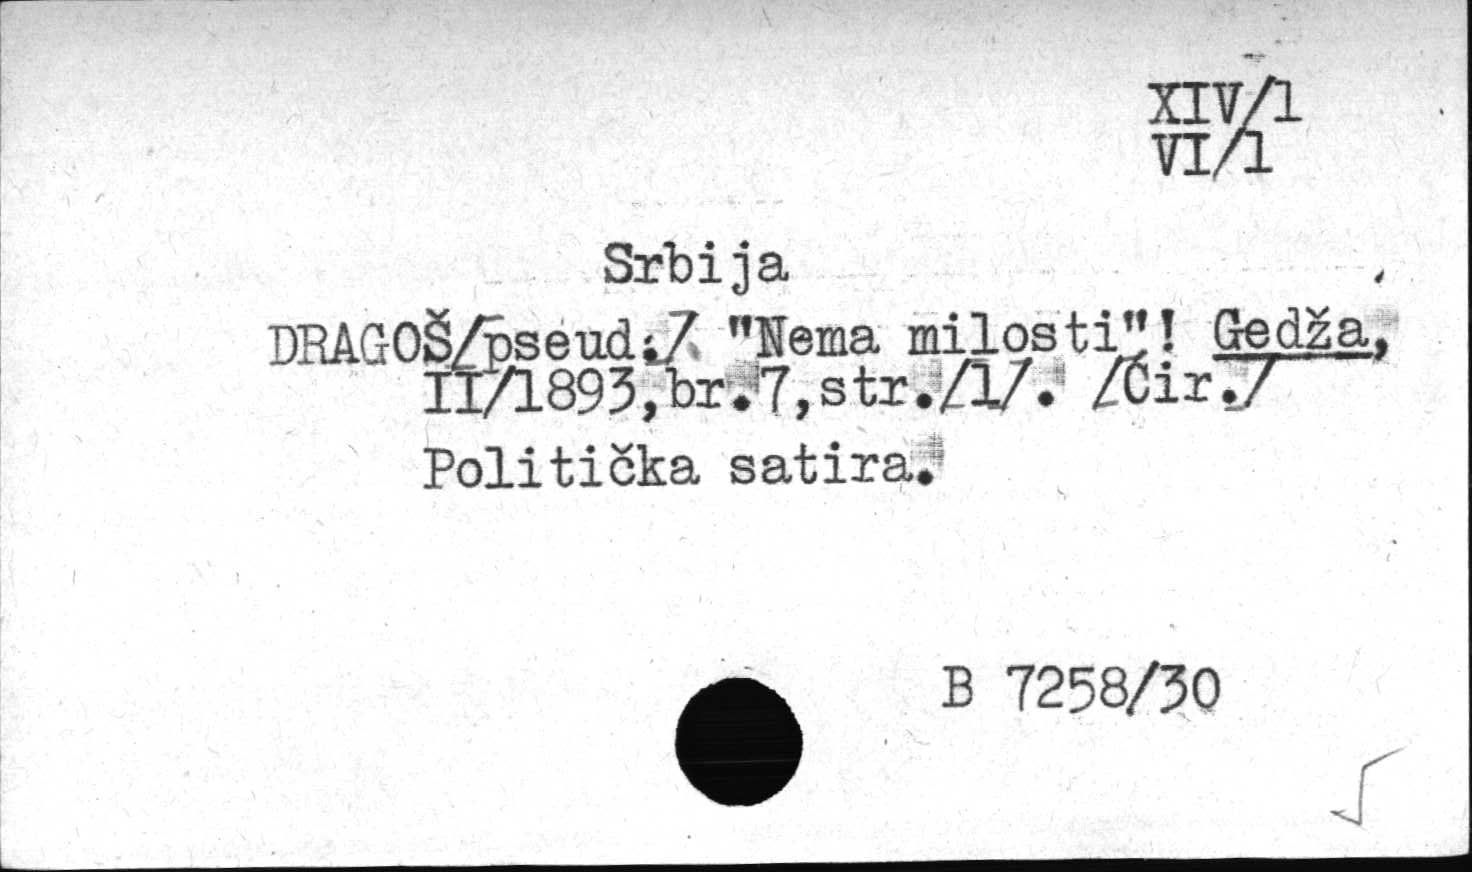 XIV/1
VI/1
Srbija
DRAGOŠ/pseud./ "Nema milosti"! Gedža,
II/1893,br.7,str./1/. /Ćir./
Politička satira.
B 7258/30